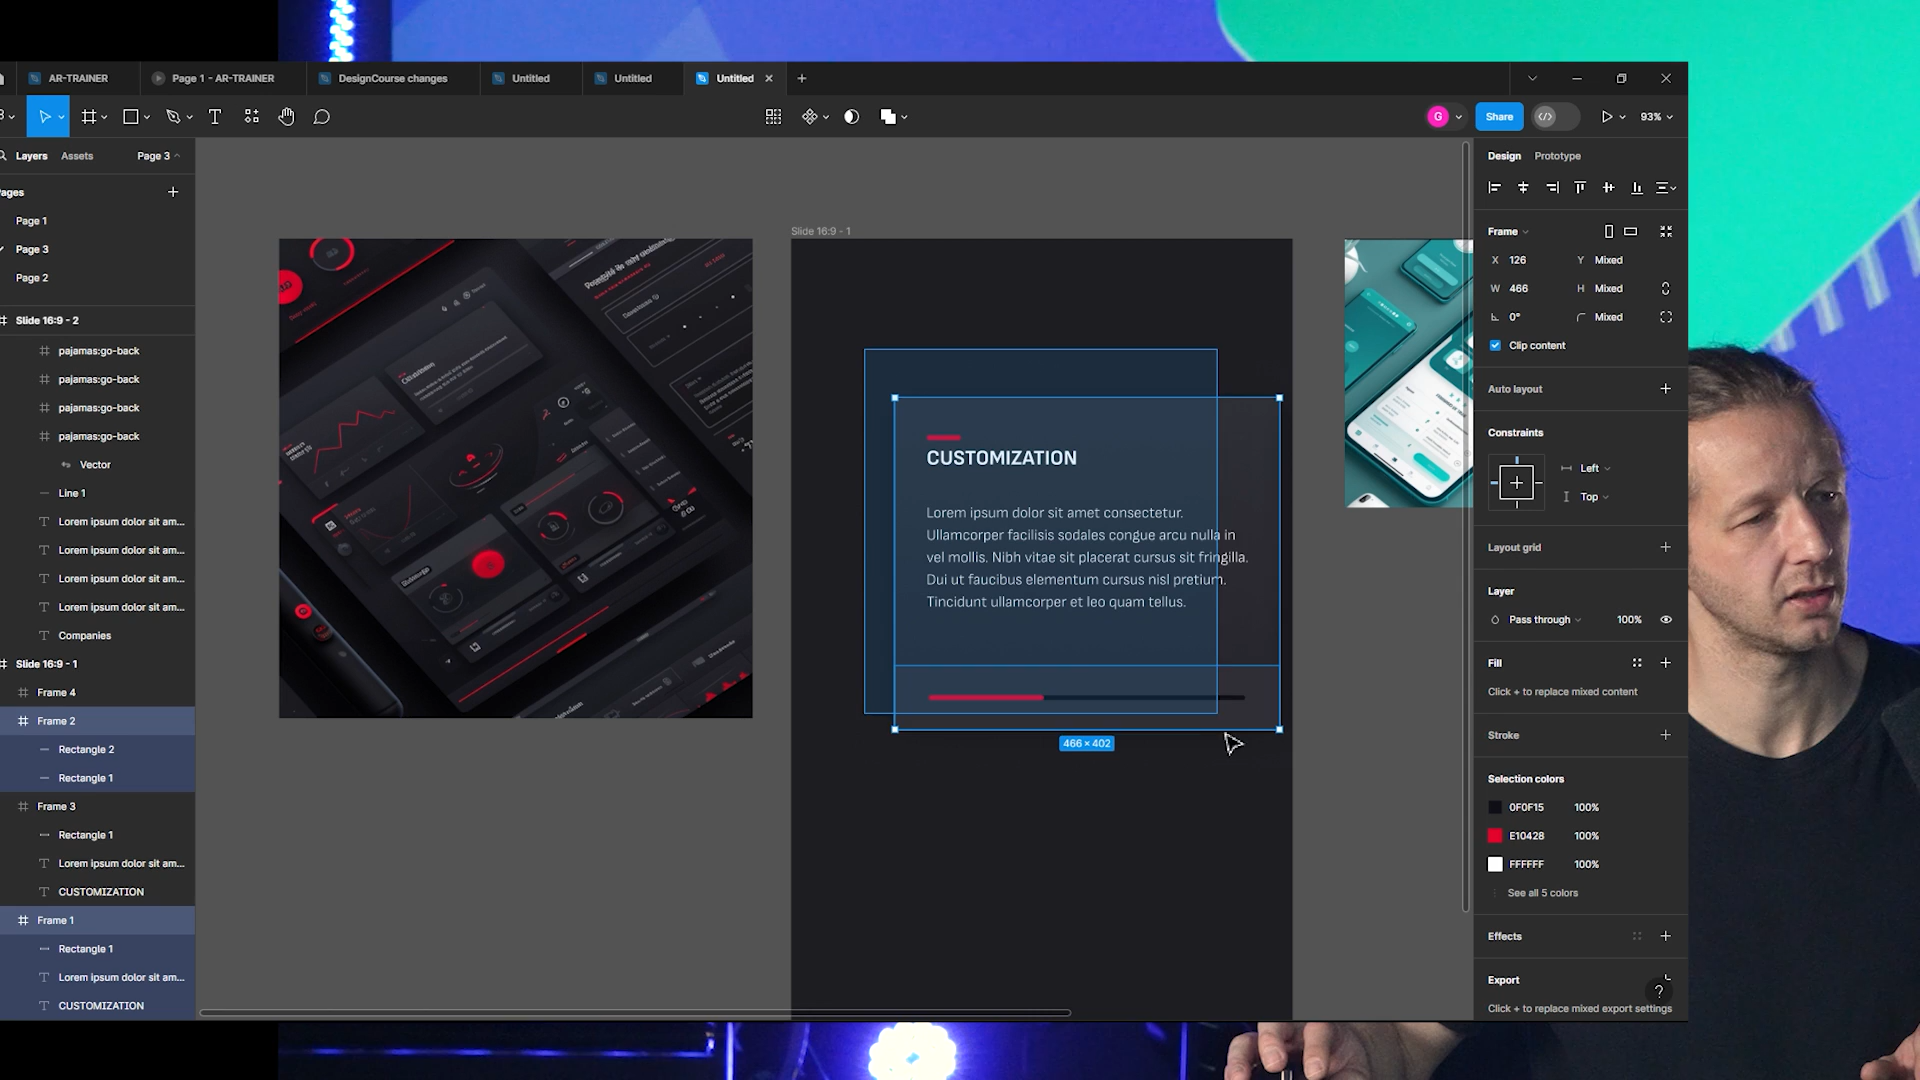 AR-TRAINER
Page 1 - AR-TRAINER
DesignCourse changes
Untitled
Untitled
Untitled
G
Share
93%
Layers
Assets
Page 3
Pages
Page 1
Page 3
Page 2
Slide 16:9 - 2
pajamas:go-back
pajamas:go-back
pajamas:go-back
pajamas:go-back
Vector
Line 1
Lorem ipsum dolor sit am...
Lorem ipsum dolor sit am...
Lorem ipsum dolor sit am...
Lorem ipsum dolor sit am...
Companies
Slide 16:9 - 1
Frame 4
Frame 2
Rectangle 2
Rectangle 1
Frame 3
Rectangle 1
Lorem ipsum dolor sit am...
CUSTOMIZATION
Frame 1
Rectangle 1
Lorem ipsum dolor sit am...
CUSTOMIZATION
Slide 16:9 - 1
CUSTOMIZATION
Lorem ipsum dolor sit amet consectetur.
Ullamcorper facilisis sodales congue arcu nulla in
vel mollis. Nibh vitae sit placerat cursus sit fringilla.
Dui ut faucibus elementum cursus nisl pretium.
Tincidunt ullamcorper et leo quam tellus.
466 × 402
Design
Prototype
Frame
X 126
Y Mixed
W 466
H Mixed
0°
Mixed
Clip content
Auto layout
Constraints
Left
Top
Layout grid
Layer
Pass through
100%
Fill
Click + to replace mixed content
Stroke
Selection colors
0F0F15 100%
E10428 100%
FFFFFF 100%
See all 5 colors
Effects
Export
?
Click + to replace mixed export settings